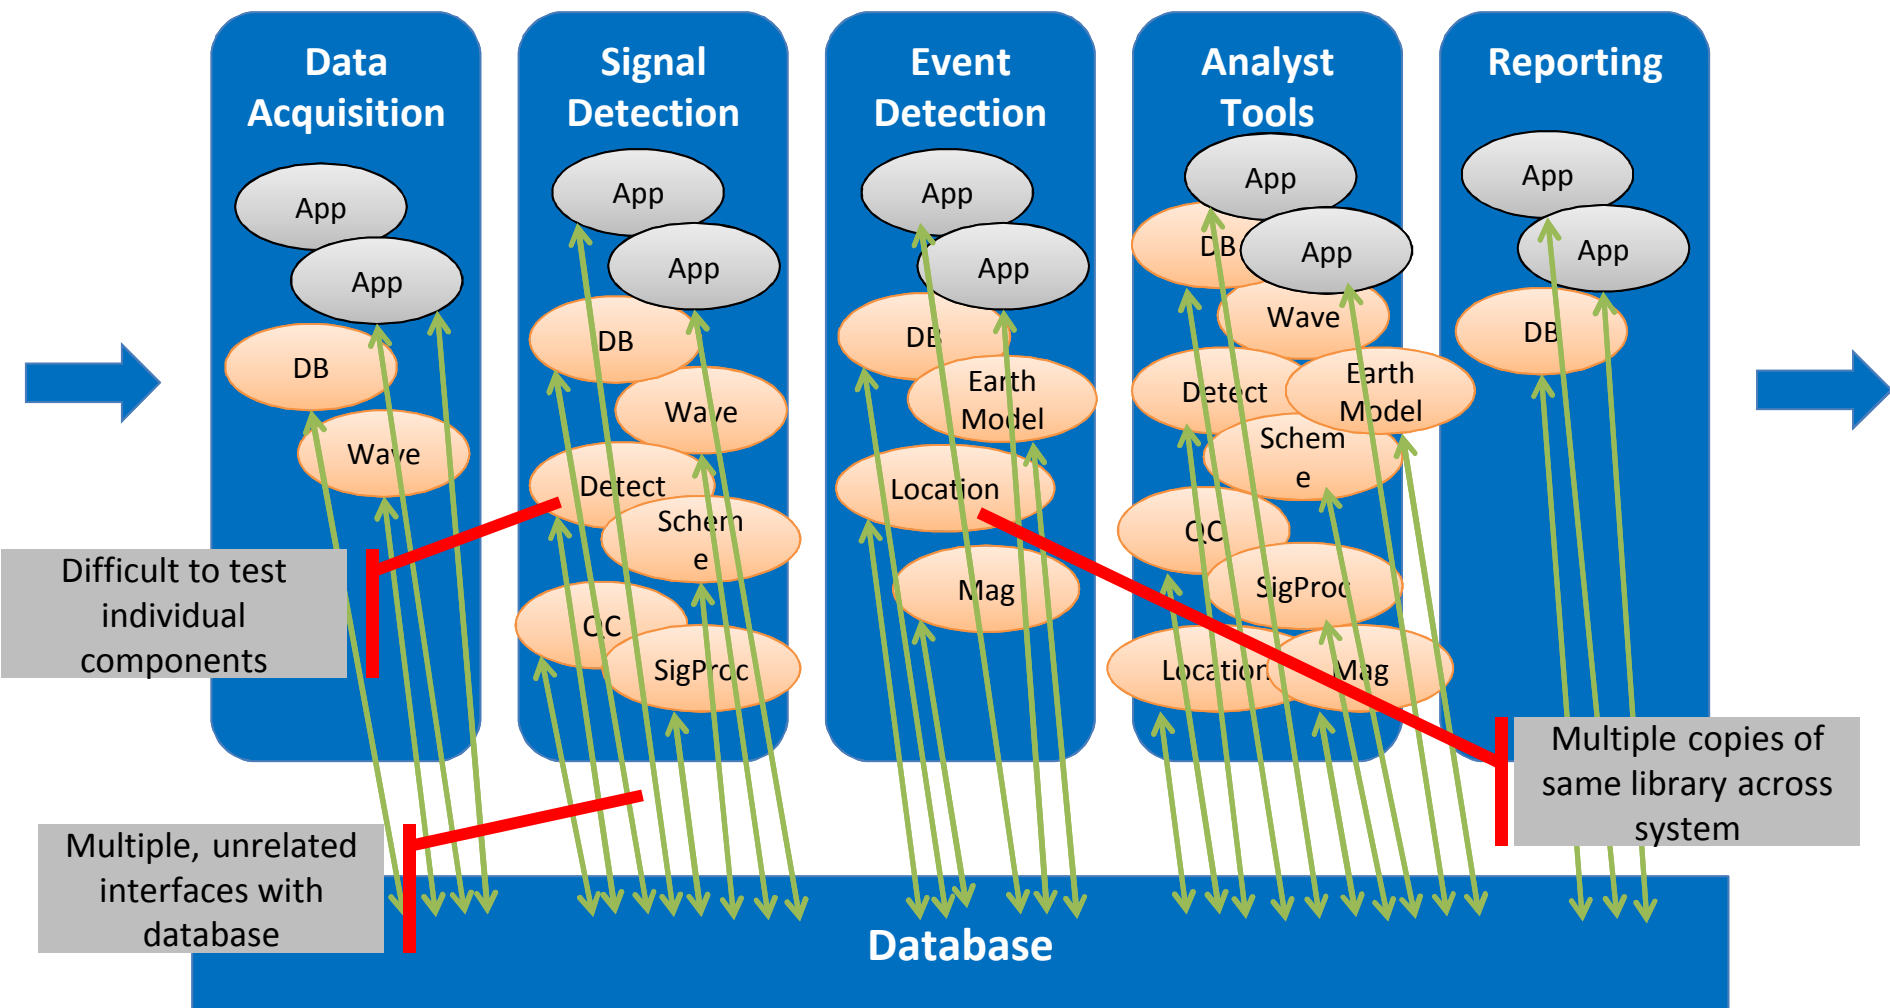 Data
Acquisition
App
App
DB
Wave
Signal
Detection
App
App
DB
Wave
Detect
Schem
e
QC
SigProc
Event
Detection
App
App
DB
Earth
Model
Location
Mag
Analyst
Tools
App
DB
App
Wave
Detect
Earth
Model
Schem
e
QC
SigProc
Location
Mag
Reporting
App
App
DB
Difficult to test
individual
components
Multiple, unrelated
interfaces with
database
Multiple copies of
same library across
system
Database